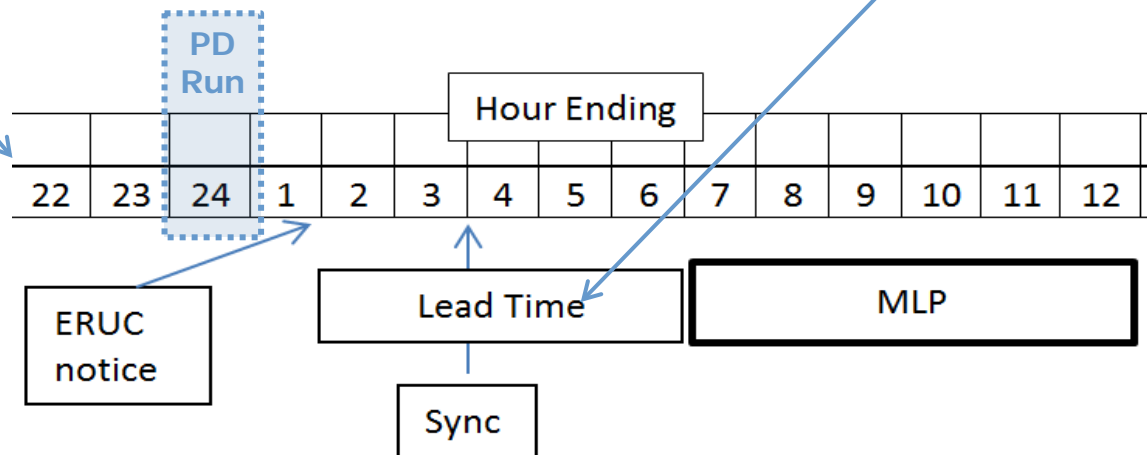 PD
Run
Hour Ending
22 23 24 1 2 3 4 5 6 7 8 9 10 11 12
ERUC
notice
Lead Time
MLP
Sync